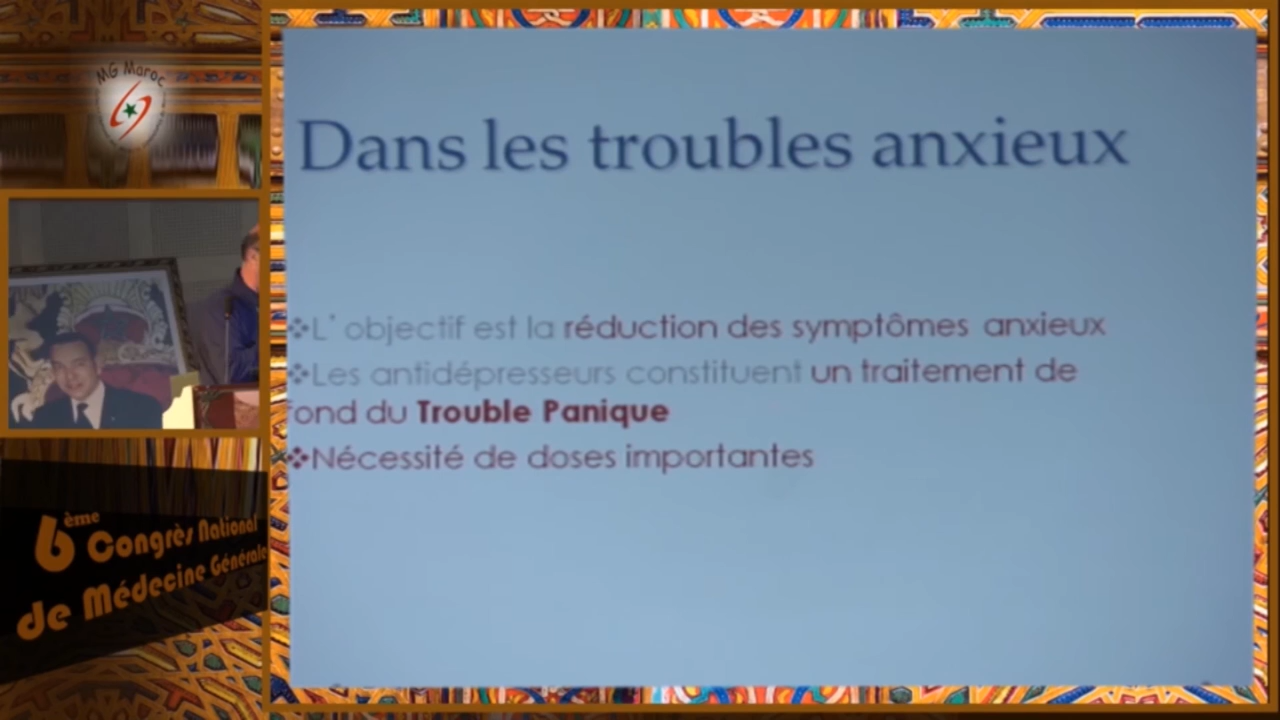 MG Maroc
Dans les troubles anxieux
❖L' objectif est la réduction des symptômes anxieux
❖Les antidépresseurs constituent un traitement de
fond du Trouble Panique
❖Nécessité de doses importantes
6ème Congrès National
de Médecine Générale